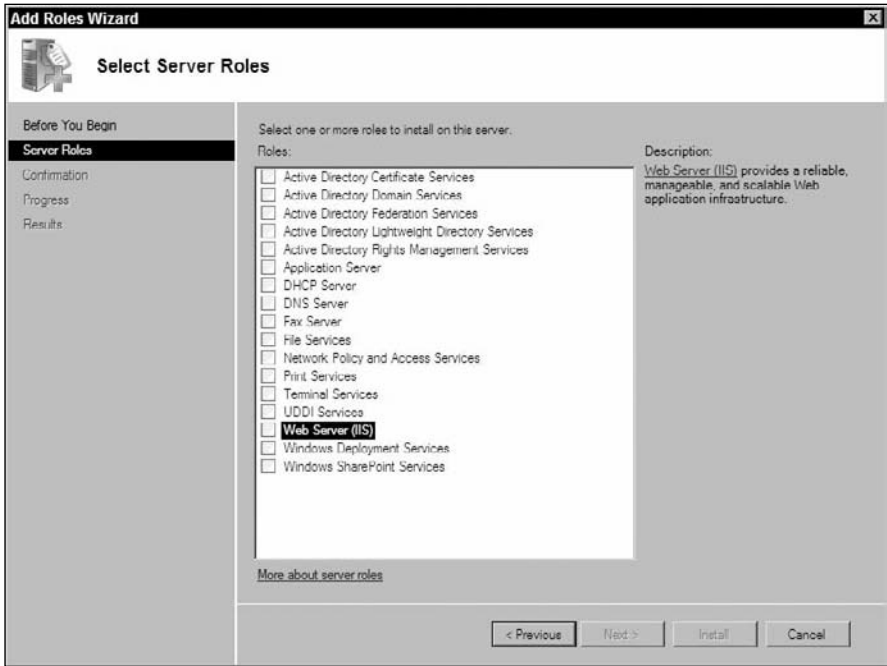 Add Roles Wizard
Select Server Roles
Before You Begin
Server Roles
Confirmation
Progress
Results
Select one or more roles to install on this server.
Roles:
Active Directory Certificate Services
Active Directory Domain Services
Active Directory Federation Services
Active Directory Lightweight Directory Services
Active Directory Rights Management Services
Application Server
DHCP Server
DNS Server
Fax Server
File Services
Network Policy and Access Services
Print Services
Terminal Services
UDDI Services
Web Server (IIS)
Windows Deployment Services
Windows SharePoint Services
More about server roles
Description:
Web Server (IIS) provides a reliable,
manageable, and scalable Web
application infrastructure.
< Previous
Next >
Install
Cancel